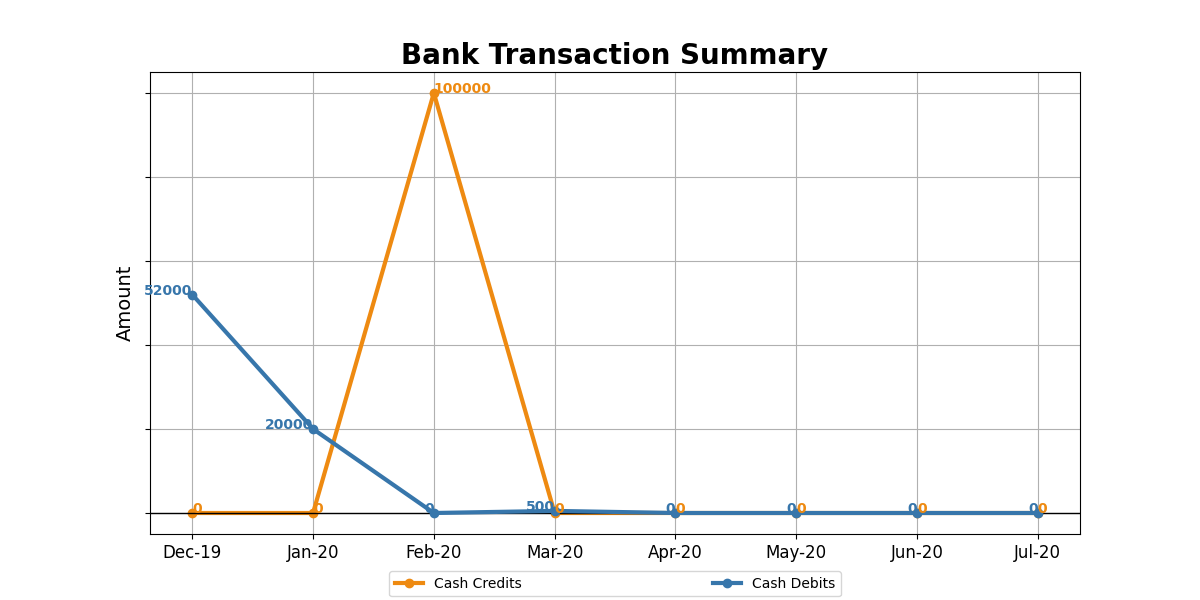 Bank Transaction Summary
100000
52000
Amount
20000
0 0 0 500 0 0 0 0 0 0 0 0 0
Dec-19 Jan-20 Feb-20 Mar-20 Apr-20 May-20 Jun-20 Jul-20
Cash Credits Cash Debits